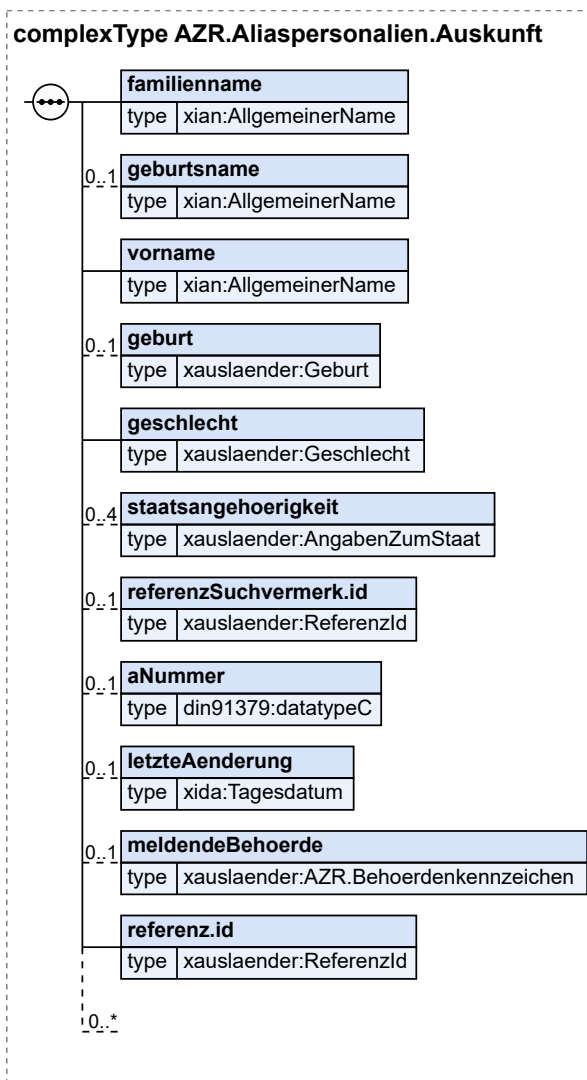 complexType AZR.Aliaspersonalien.Auskunft
familienname
type xian:AllgemeinerName
0..1 geburtsname
type xian:AllgemeinerName
vorname
type xian:AllgemeinerName
0..1 geburt
type xauslaender:Geburt
geschlecht
type xauslaender:Geschlecht
0..4 staatsangehoerigkeit
type xauslaender:AngabenZumStaat
0..1 referenzSuchvermerk.id
type xauslaender:ReferenzId
0..1 aNummer
type din91379:datatypeC
0..1 letzteAenderung
type xida:Tagesdatum
0..1 meldendeBehoerde
type xauslaender:AZR.Behoerdenkennzeichen
referenz.id
type xauslaender:ReferenzId
0..*